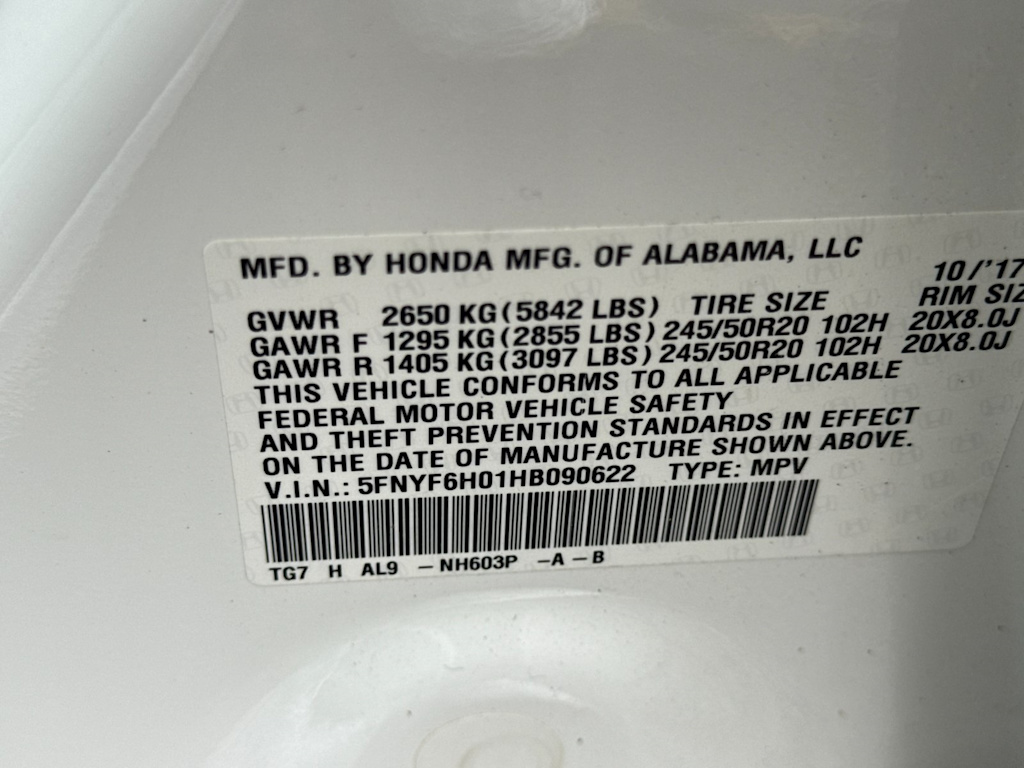 MFD. BY HONDA MFG. OF ALABAMA, LLC 10/'17
GVWR 2650 KG (5842 LBS) TIRE SIZE RIM SIZ
GAWR F 1295 KG (2855 LBS) 245/50R20 102H 20X8.0J
GAWR R 1405 KG (3097 LBS) 245/50R20 102H 20X8.0J
THIS VEHICLE CONFORMS TO ALL APPLICABLE
FEDERAL MOTOR VEHICLE SAFETY
AND THEFT PREVENTION STANDARDS IN EFFECT
ON THE DATE OF MANUFACTURE SHOWN ABOVE.
V.I.N.: 5FNYF6H01HB090622 TYPE: MPV
TG7 H AL9 – NH603P –A – B